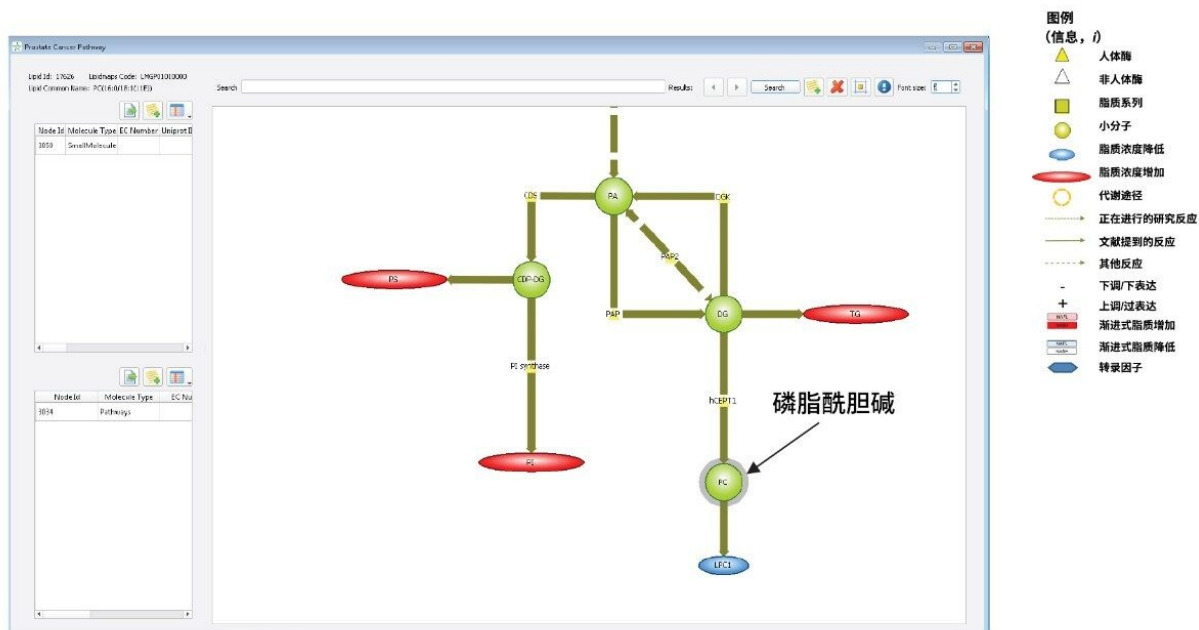 Prostate Cancer Pathway
Lipid Id: 17626 Lipidmaps Code: LMGP01010000
Lipid Common Name: PC(16:0/18:1(11E))
Search
Results:
Search
Font size:
Node Id Molecule Type EC Number Uniprot I
3050 SmallMolecule
Node Id Molecule Type EC Nu
3034 Pathways
PA
CDS
DGK
PAP2
PS
CDP-DG
PAP
DG
TG
PI synthase
hCEPT1
磷脂酰胆碱
PI
PC
LPC1
图例
(信息，i)
人体酶
非人体酶
脂质系列
小分子
脂质浓度降低
脂质浓度增加
代谢途径
正在进行的研究反应
文献提到的反应
其他反应
- 下调/下表达
+ 上调/过表达
渐进式脂质增加
渐进式脂质降低
转录因子